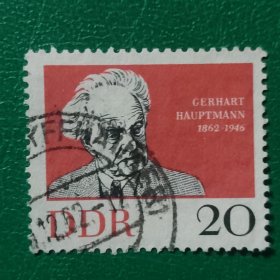 GERHART
HAUPTMANN
1862-1946
DDR 20